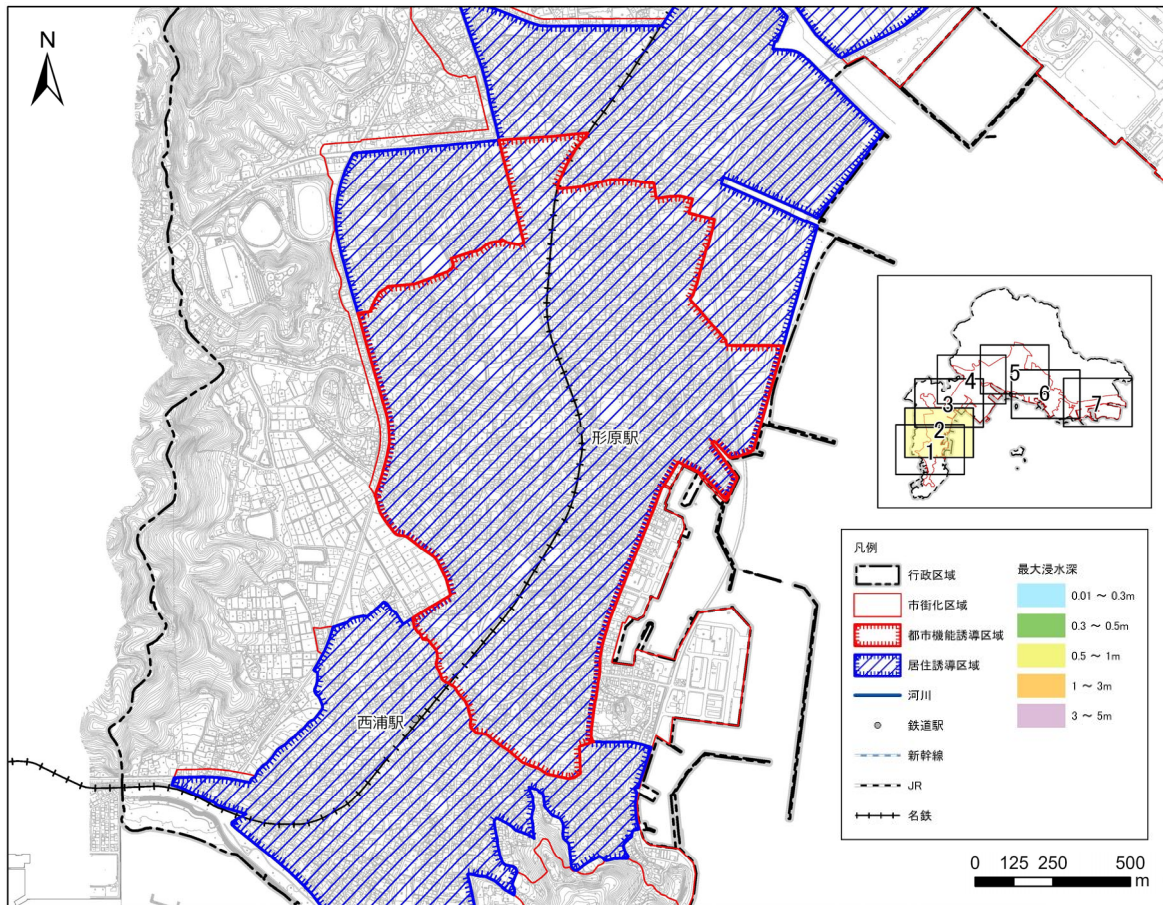 N
形原駅
西浦駅
5
4
6
3
7
2
1
凡例
行政区域
市街化区域
都市機能誘導区域
居住誘導区域
河川
鉄道駅
新幹線
JR
名鉄
最大浸水深
0.01 ～ 0.3m
0.3 ～ 0.5m
0.5 ～ 1m
1 ～ 3m
3 ～ 5m
0 125 250 500
m